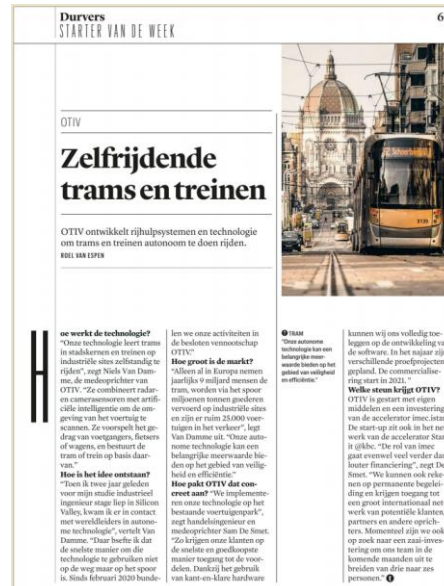 Durvers
STARTER VAN DE WEEK
6
OTIV
Zelfrijdende
trams en treinen
OTIV ontwikkelt rijhulpsystemen en technologie
om trams en treinen autonoom te doen rijden.
ROEL VAN ESPEN
Hoe werkt de technologie?
"Onze technologie leert trams
in stadskernen en treinen op
industriële sites zelfstandig te
rijden", zegt Niels Van Dam-
me, de medeoprichter van
OTIV. "Ze combineert radar-
en camerasensoren met artifi-
ciële intelligentie om de om-
geving van het voertuig te
scannen. Ze voorspelt het ge-
drag van voetgangers, fietsers
of wagens, en bestuurt de
tram of trein op basis daar-
van."
Hoe is het idee ontstaan?
"Toen ik twee jaar geleden
voor mijn studie industrieel
ingenieur stage liep in Silicon
Valley, kwam ik er in contact
met wereldleiders in autono-
me technologie", vertelt Van
Damme. "Daar besefte ik dat
de snelste manier om die
technologie te gebruiken niet
op de weg maar op het spoor
is. Sinds februari 2020 bunde-
len we onze activiteiten in
de besloten vennootschap
OTIV."
Hoe groot is de markt?
"Alleen al in Europa nemen
jaarlijks 9 miljard mensen de
tram, worden via het spoor
miljoenen tonnen goederen
vervoerd op industriële sites
en zijn er ruim 25.000 voer-
tuigen in het verkeer", legt
Van Damme uit. "Onze auto-
nome technologie kan een
belangrijke meerwaarde bie-
den op het gebied van veilig-
heid en efficiëntie."
Hoe pakt OTIV dat con-
creet aan? "We implemente-
ren onze technologie op het
bestaande voertuigenpark",
zegt handelsingenieur en
medeoprichter Sam De Smet.
"Zo krijgen onze klanten op
de snelste en goedkoopste
manier toegang tot de voor-
delen. Dankzij het gebruik
van kant-en-klare hardware
TRAM
"Onze autonome
technologie kan een
belangrijke meer-
waarde bieden op het
gebied van veiligheid
en efficiëntie."
kunnen wij ons volledig toe-
leggen op de ontwikkeling va
de software. In het najaar zijn
verschillende proefprojecten
gepland. De commercialise-
ring start in 2021."
Welke steun krijgt OTIV?
OTIV is gestart met eigen
middelen en een investering
van de accelerator imec.istar
De start-up zit ook in het net
werk van de accelerator Star
it @kbc. "De rol van imec
gaat evenwel veel verder dan
louter financiering", zegt De
Smet. "We kunnen ook reke
nen op permanente begelei-
ding en krijgen toegang tot
een groot internationaal net
werk van potentiële klanten,
partners en andere oprich-
ters. Momenteel zijn we ook
op zoek naar een zaai-inves-
tering om ons team in de
komende maanden uit te
breiden van drie naar zes
personen."